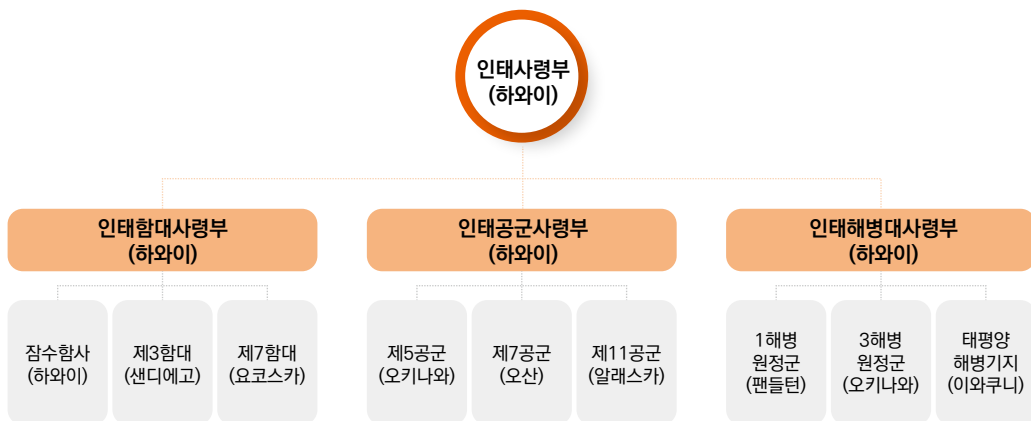 인태사령부
(하와이)
인태함대사령부
(하와이)
인태공군사령부
(하와이)
인태해병대사령부
(하와이)
잠수함사
(하와이)
제3함대
(샌디에고)
제7함대
(요코스카)
제5공군
(오키나와)
제7공군
(오산)
제11공군
(알래스카)
1해병
원정군
(팬들턴)
3해병
원정군
(오키나와)
태평양
해병기지
(이와쿠니)